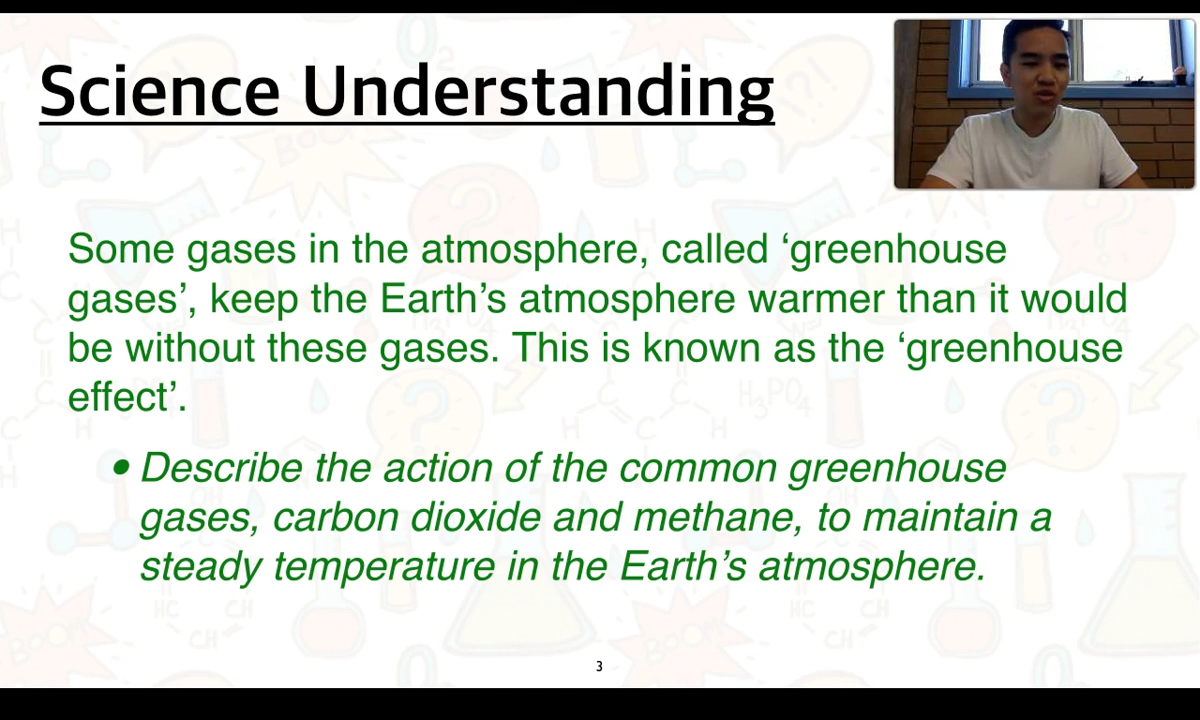 Science Understanding
Some gases in the atmosphere, called ‘greenhouse
gases’, keep the Earth’s atmosphere warmer than it would
be without these gases. This is known as the ‘greenhouse
effect’.
• Describe the action of the common greenhouse
gases, carbon dioxide and methane, to maintain a
steady temperature in the Earth’s atmosphere.
3